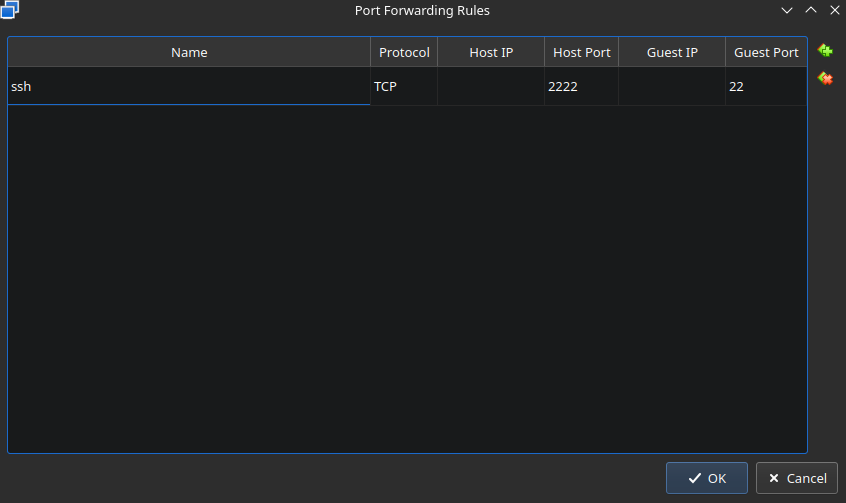 Port Forwarding Rules
Name Protocol Host IP Host Port Guest IP Guest Port
ssh TCP 2222 22
OK Cancel